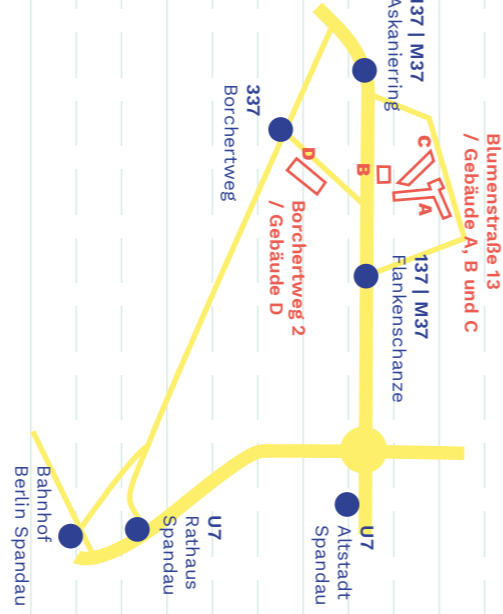 137 | M37
Askanierring
Blumenstraße 13
/ Gebäude A, B und C
C
A
B
D
337
Borchertweg
Borchertweg 2
/ Gebäude D
137 | M37
Flankenschanze
U7
Altstadt
Spandau
U7
Rathaus
Spandau
Bahnhof
Berlin Spandau